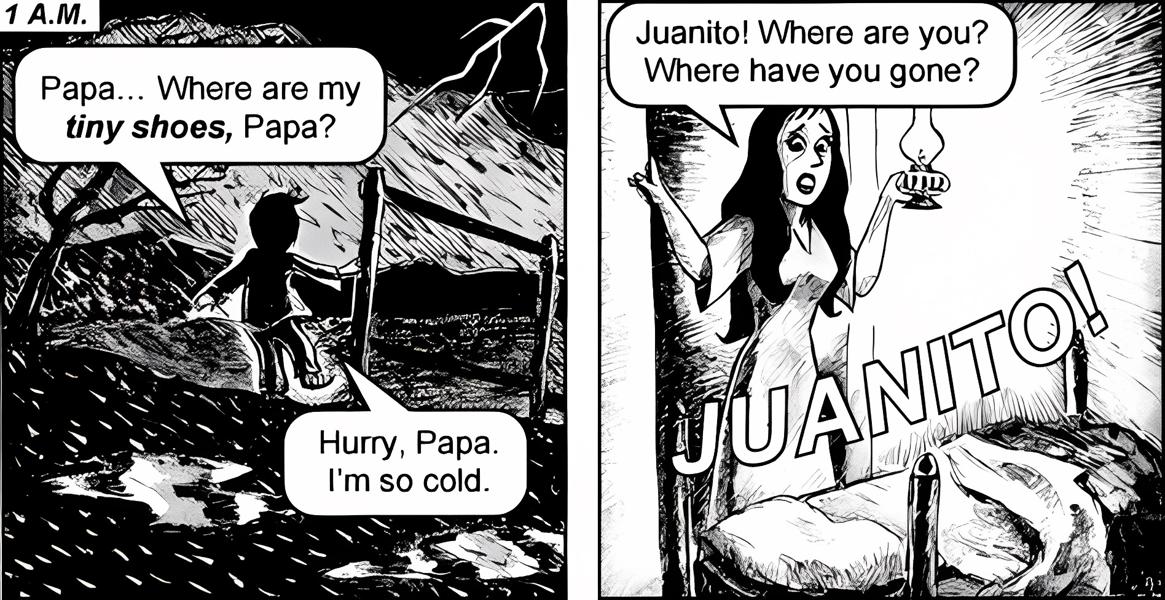 1 A.M.
Papa... Where are my
tiny shoes, Papa?
Hurry, Papa.
I'm so cold.
Juanito! Where are you?
Where have you gone?
JUANITO!